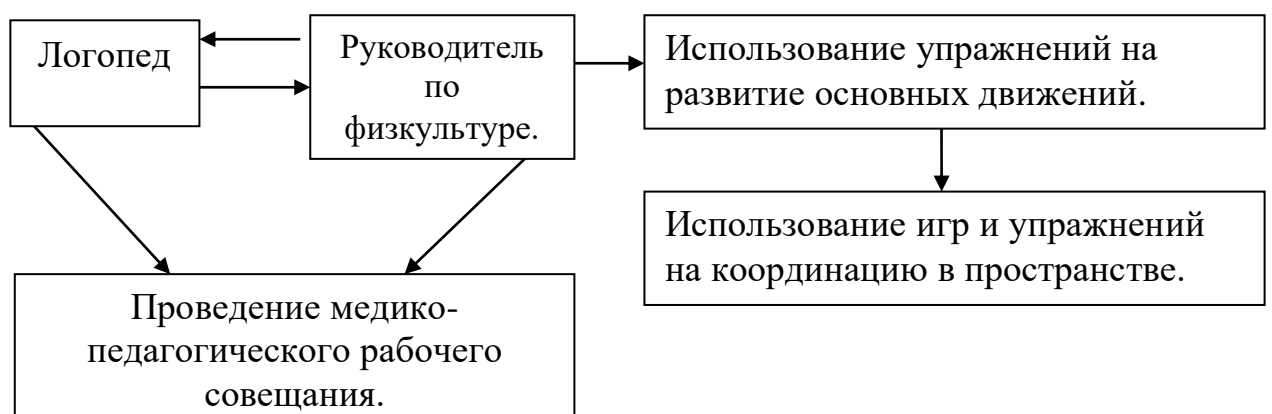 Логопед
Руководитель
по
физкультуре.
Использование упражнений на
развитие основных движений.
Использование игр и упражнений
на координацию в пространстве.
Проведение медико-
педагогического рабочего
совещания.